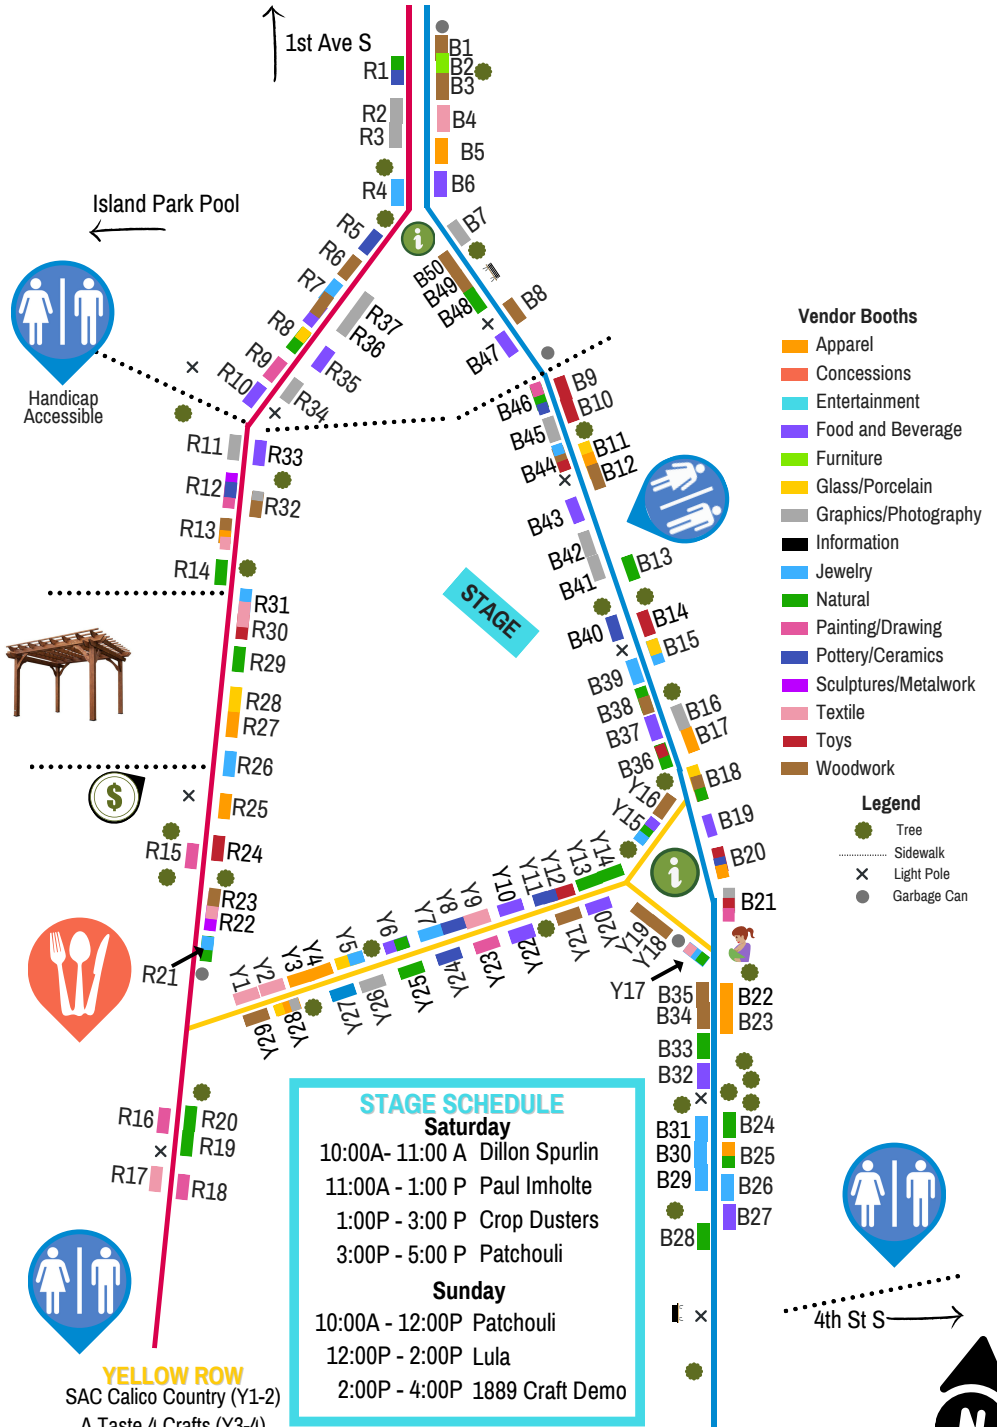 1st Ave S
B1
B2
B3
R1
R2
R3
B4
B5
B6
R4
Island Park Pool
R5
R6
R7
R8
R9
R10
B7
B50
B49
B48
B8
B47
R37
R36
R35
R34
Handicap
Accessible
R11
R33
R12
R32
R13
R14
B46
B45
B44
B9
B10
B11
B12
B43
B42
B41
B13
STAGE
R31
R30
R29
R28
R27
R26
R25
R24
R15
R23
R22
R21
B40
B14
B15
B39
B38
B37
B36
B16
B17
B18
B19
B20
B21
Vendor Booths
Apparel
Concessions
Entertainment
Food and Beverage
Furniture
Glass/Porcelain
Graphics/Photography
Information
Jewelry
Natural
Painting/Drawing
Pottery/Ceramics
Sculptures/Metalwork
Textile
Toys
Woodwork
Legend
Tree
Sidewalk
Light Pole
Garbage Can
$
Y16
Y15
Y14
Y13
Y12
Y11
Y10
Y9
Y8
Y7
Y6
Y5
Y4
Y3
Y2
Y1
Y29
Y28
Y27
Y26
Y25
Y24
Y23
Y22
Y21
Y20
Y19
Y18
Y17
B35
B34
B33
B32
B22
B23
B31
B30
B29
B28
B24
B25
B26
B27
R16
R17
R20
R19
R18
STAGE SCHEDULE
Saturday
10:00A- 11:00 A Dillon Spurlin
11:00A - 1:00 P Paul Imholte
1:00P - 3:00 P Crop Dusters
3:00P - 5:00 P Patchouli
Sunday
10:00A - 12:00P Patchouli
12:00P - 2:00P Lula
2:00P - 4:00P 1889 Craft Demo
4th St S
YELLOW ROW
SAC Calico Country (Y1-2)
A Taste 4 Crafts (Y3-4)
N